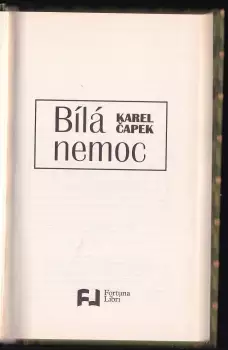 Bílá
KAREL
ČAPEK
nemoc
Fortuna
Libri